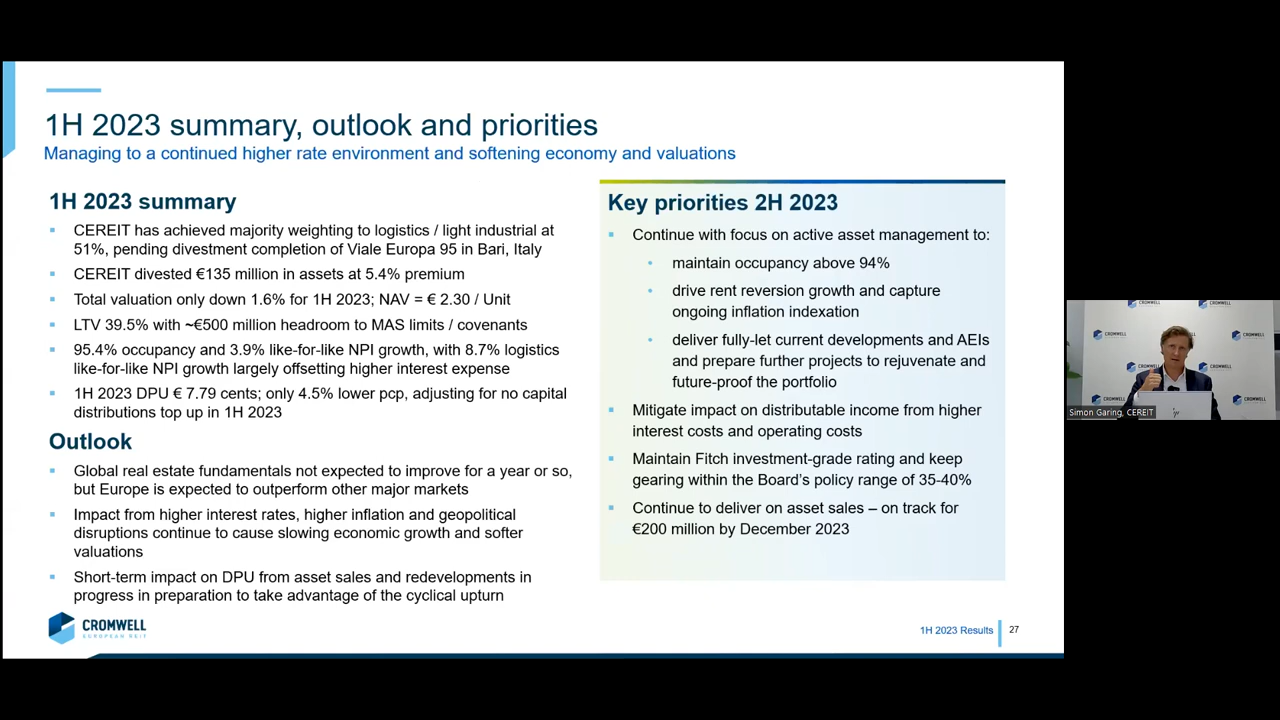 1H 2023 summary, outlook and priorities
Managing to a continued higher rate environment and softening economy and valuations
1H 2023 summary
CEREIT has achieved majority weighting to logistics / light industrial at
51%, pending divestment completion of Viale Europa 95 in Bari, Italy
CEREIT divested €135 million in assets at 5.4% premium
Total valuation only down 1.6% for 1H 2023; NAV = € 2.30 / Unit
LTV 39.5% with ~€500 million headroom to MAS limits / covenants
95.4% occupancy and 3.9% like-for-like NPI growth, with 8.7% logistics
like-for-like NPI growth largely offsetting higher interest expense
1H 2023 DPU € 7.79 cents; only 4.5% lower pcp, adjusting for no capital
distributions top up in 1H 2023
Outlook
Global real estate fundamentals not expected to improve for a year or so,
but Europe is expected to outperform other major markets
Impact from higher interest rates, higher inflation and geopolitical
disruptions continue to cause slowing economic growth and softer
valuations
Short-term impact on DPU from asset sales and redevelopments in
progress in preparation to take advantage of the cyclical upturn
Key priorities 2H 2023
Continue with focus on active asset management to:
maintain occupancy above 94%
drive rent reversion growth and capture
ongoing inflation indexation
deliver fully-let current developments and AEIs
and prepare further projects to rejuvenate and
future-proof the portfolio
Mitigate impact on distributable income from higher
interest costs and operating costs
Maintain Fitch investment-grade rating and keep
gearing within the Board's policy range of 35-40%
Continue to deliver on asset sales – on track for
€200 million by December 2023
CROMWELL
EUROPEAN REIT
1H 2023 Results
27
CROMWELL
CROMWELL
CROMWELL
CROMWELL
CROMWELL
CROMWELL
Simon Garing, CEREIT